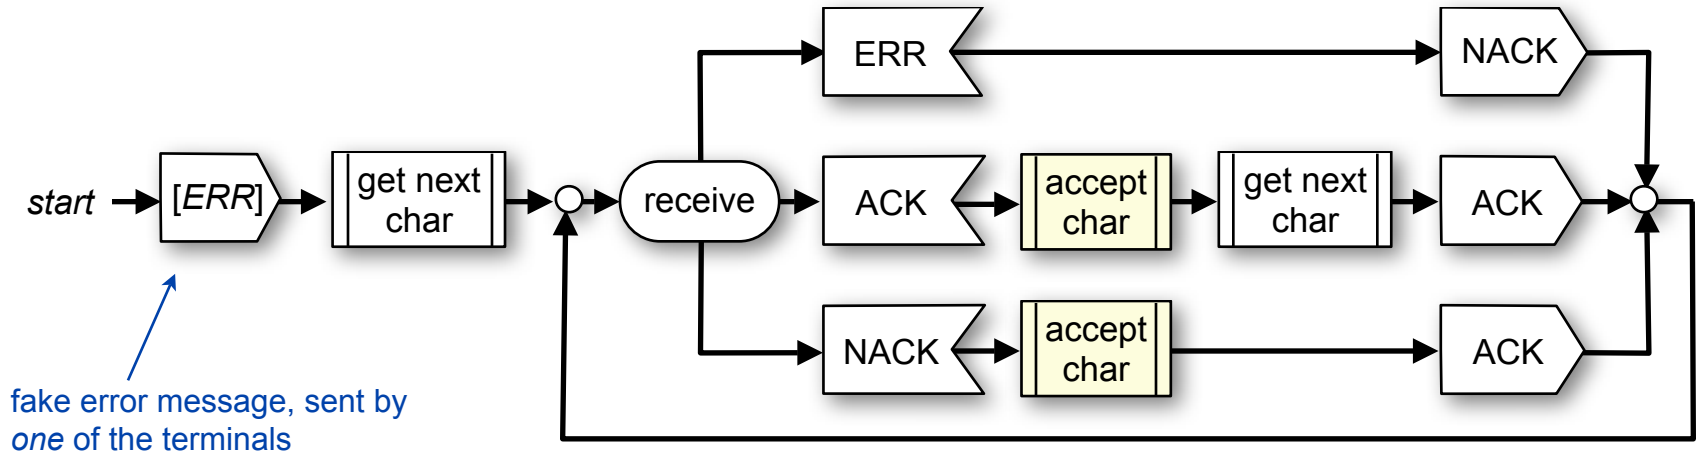 ERR
NACK
start
[ERR]
get next
char
receive
ACK
accept
char
get next
char
ACK
NACK
accept
char
ACK
fake error message, sent by
one of the terminals